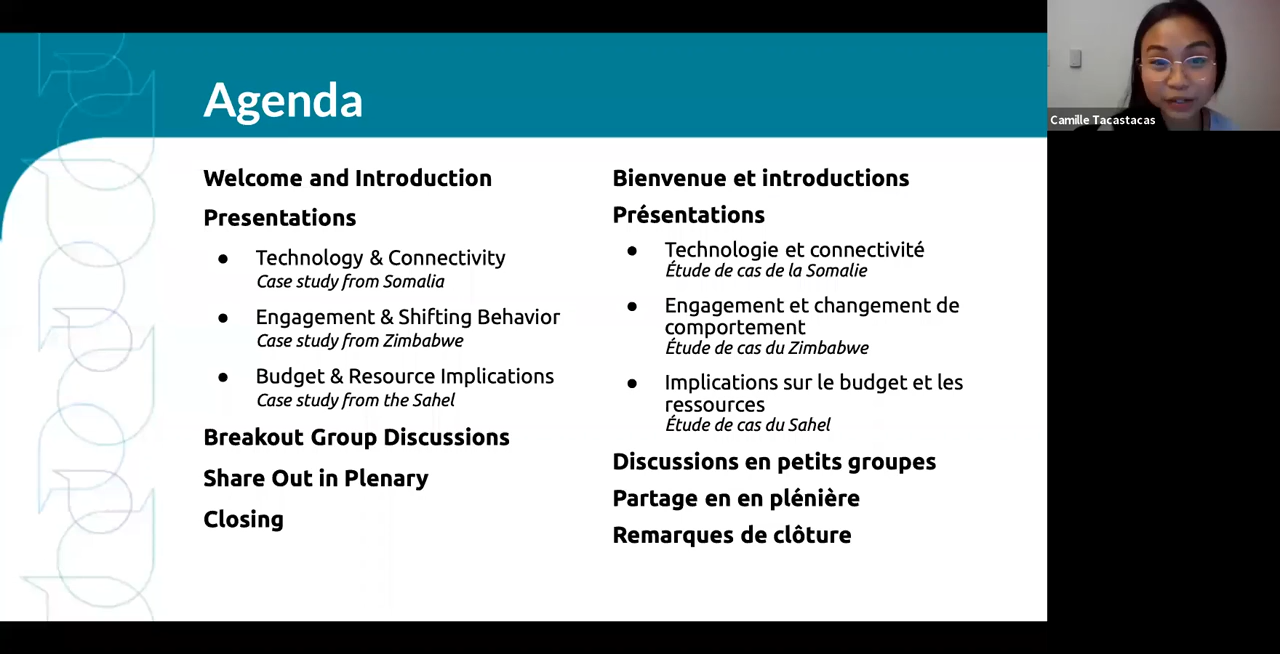 Agenda
Welcome and Introduction
Presentations
● Technology & Connectivity
Case study from Somalia
● Engagement & Shifting Behavior
Case study from Zimbabwe
● Budget & Resource Implications
Case study from the Sahel
Breakout Group Discussions
Share Out in Plenary
Closing
Bienvenue et introductions
Présentations
● Technologie et connectivité
Étude de cas de la Somalie
● Engagement et changement de
comportement
Étude de cas du Zimbabwe
● Implications sur le budget et les
ressources
Étude de cas du Sahel
Discussions en petits groupes
Partage en en plénière
Remarques de clôture
Camille Tacastacas